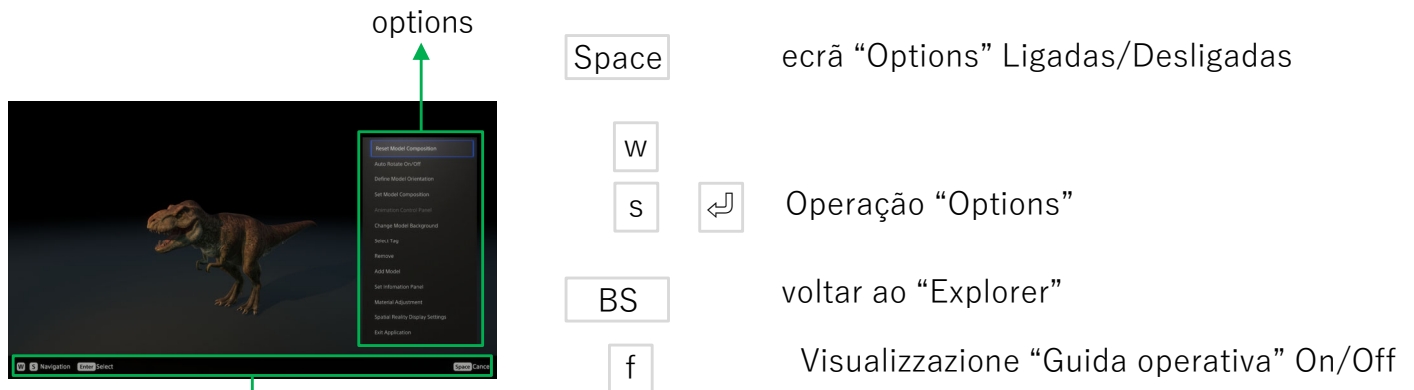 options
Reset Model Composition
Auto Rotate On/Off
Define Model Orientation
Set Model Composition
Animation Control Panel
Change Model Background
Select Tag
Remove
Add Model
Set Infomation Panel
Material Adjustment
Spatial Reality Display Settings
Exit Application
W S Navigation Enter Select Space Cancel
Space ecrã “Options” Ligadas/Desligadas
w
s Operação “Options”
BS voltar ao “Explorer”
f Visualizzazione “Guida operativa” On/Off